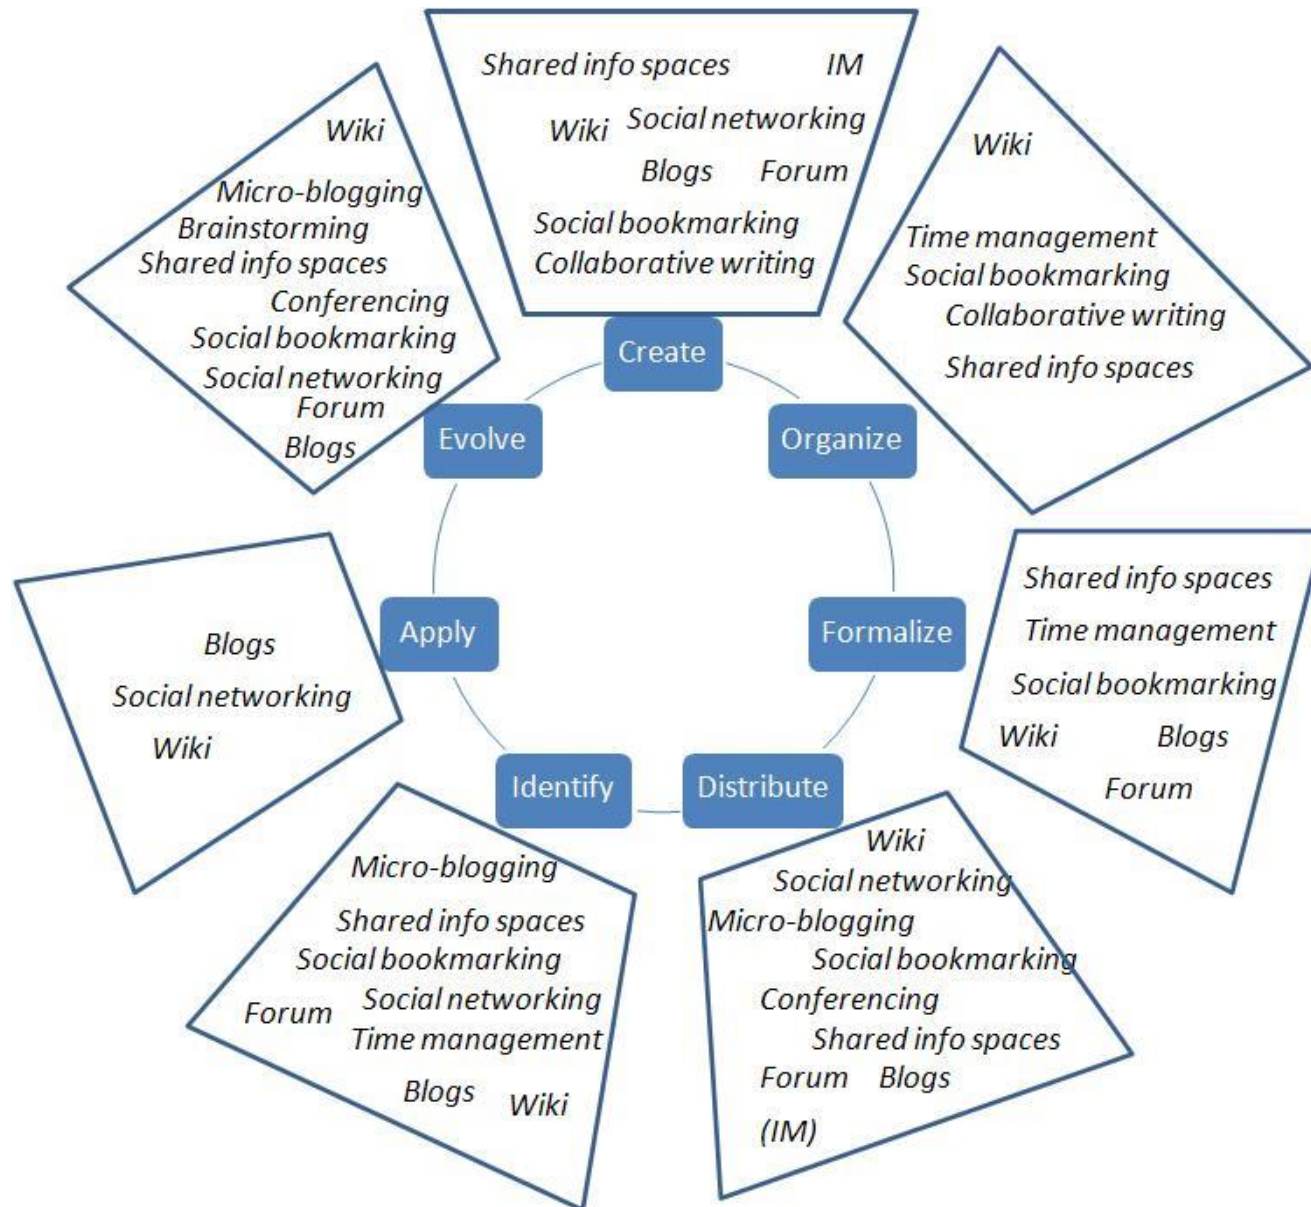 Shared info spaces IM
Wiki Social networking
Blogs Forum
Social bookmarking
Collaborative writing
Create
Wiki
Time management
Social bookmarking
Collaborative writing
Shared info spaces
Organize
Shared info spaces
Time management
Social bookmarking
Wiki Blogs
Forum
Formalize
Wiki
Social networking
Micro-blogging
Social bookmarking
Conferencing
Shared info spaces
Forum Blogs
(IM)
Distribute
Micro-blogging
Shared info spaces
Social bookmarking
Forum Social networking
Time management
Blogs Wiki
Identify
Blogs
Social networking
Wiki
Apply
Wiki
Micro-blogging
Brainstorming
Shared info spaces
Conferencing
Social bookmarking
Social networking
Forum
Blogs
Evolve